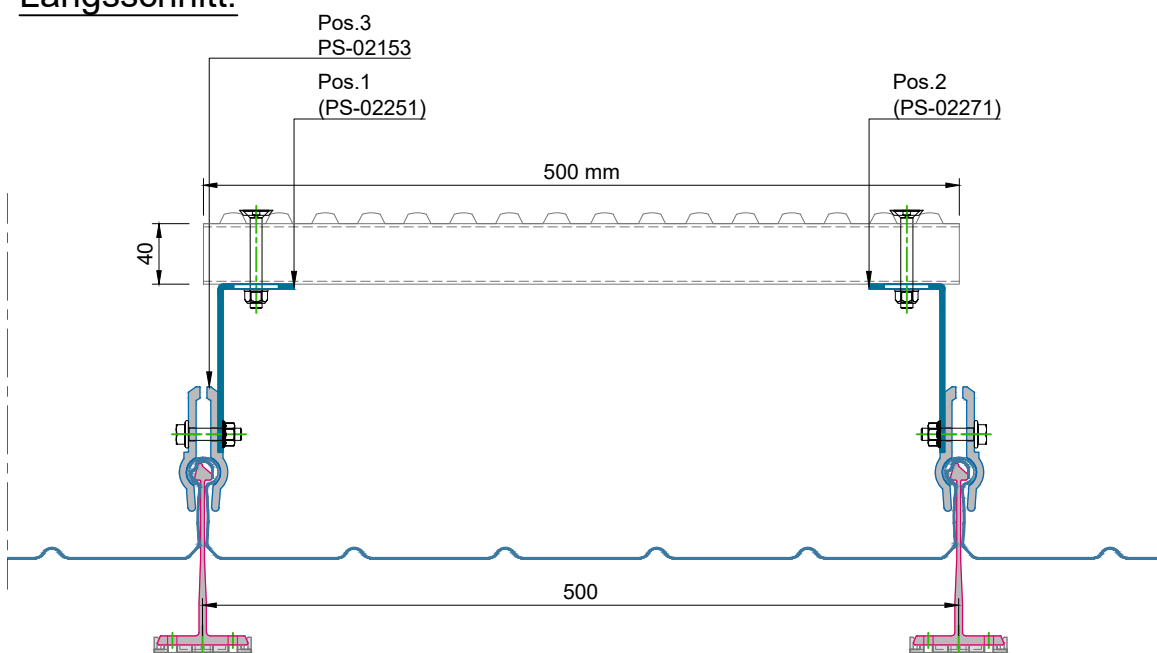 Längsschnitt:
Pos.3
PS-02153
Pos.1
(PS-02251)
Pos.2
(PS-02271)
500 mm
40
500